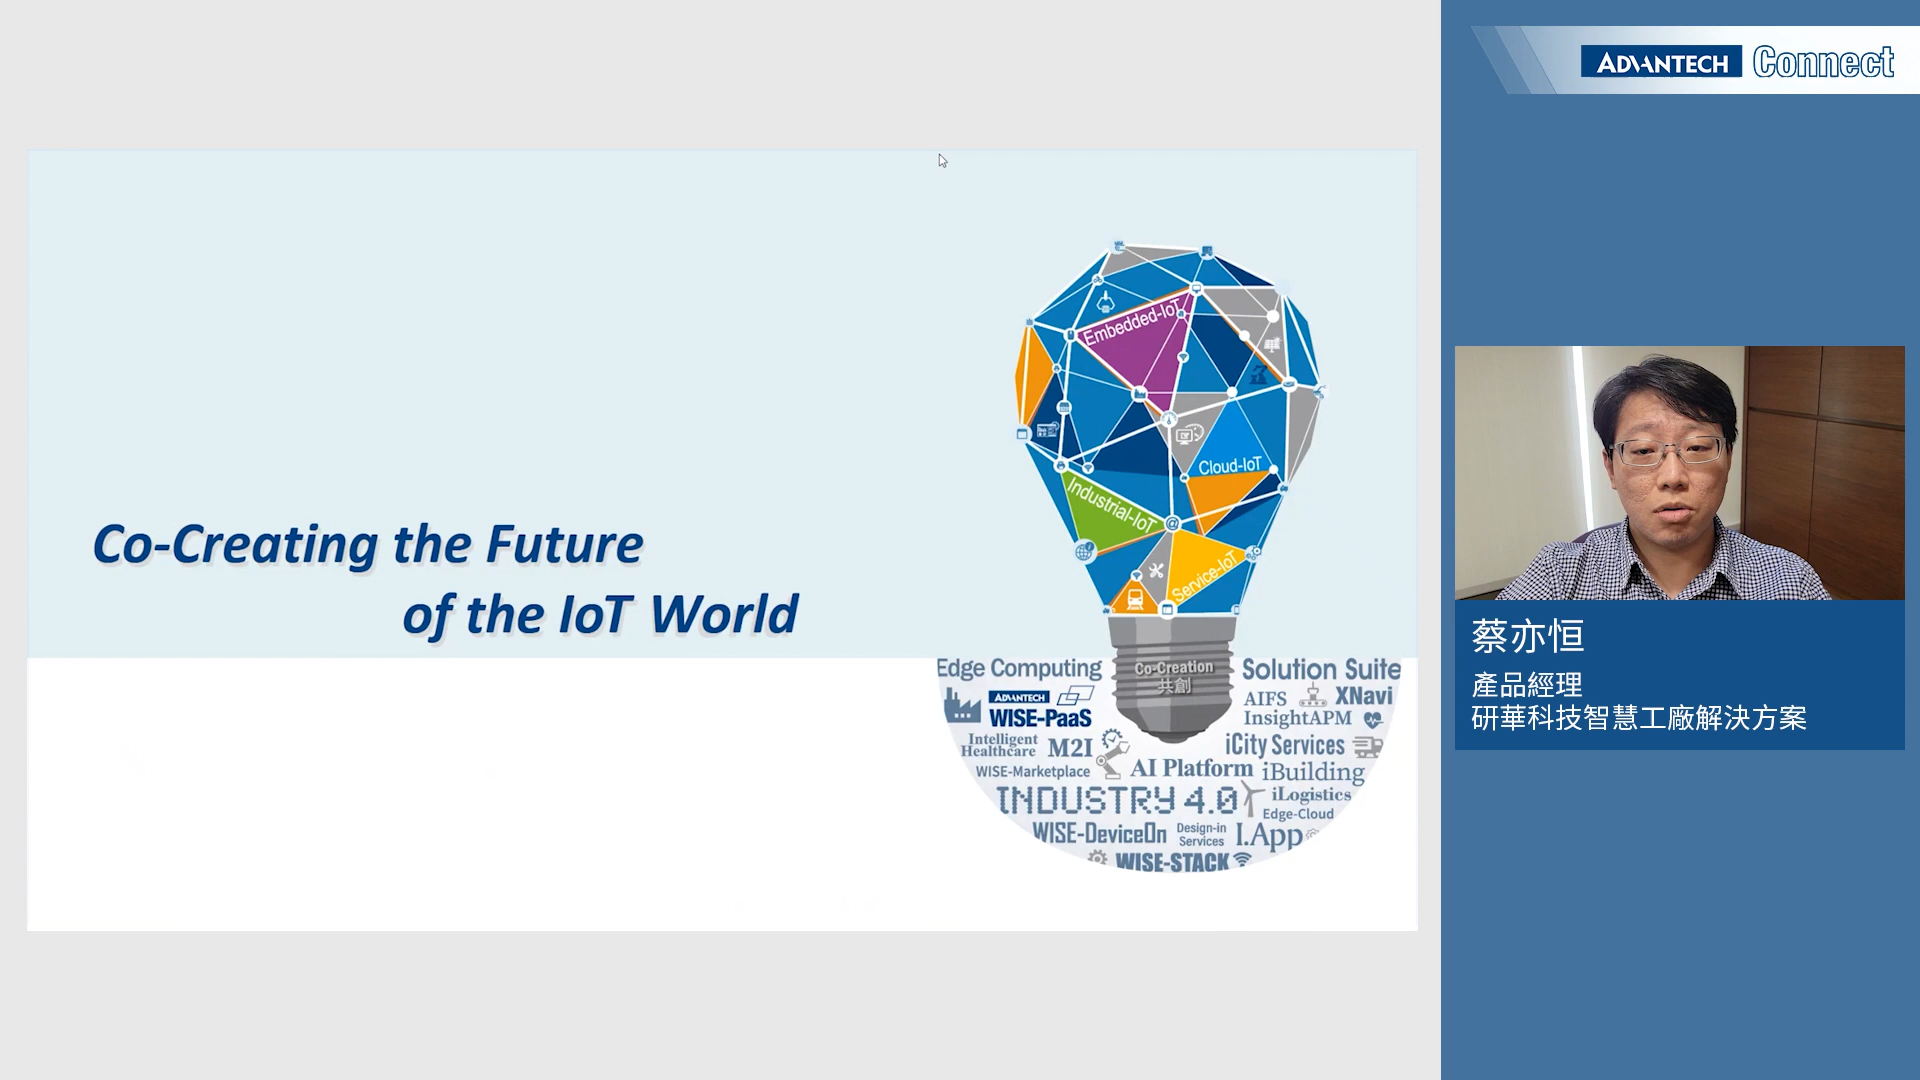 ADVANTECH Connect
Co-Creating the Future
of the IoT World
Embedded-IoT
Cloud-IoT
Industrial-IoT
Service-IoT
Co-Creation
共創
Edge Computing
Solution Suite
ADVANTECH
WISE-PaaS
AIFS
XNavi
InsightAPM
Intelligent
Healthcare
M2I
iCity Services
WISE-Marketplace
AI Platform
iBuilding
INDUSTRY 4.0
iLogistics
Edge-Cloud
WISE-DeviceOn
Design-in
Services
I.App
WISE-STACK
蔡亦恒
產品經理
研華科技智慧工廠解決方案